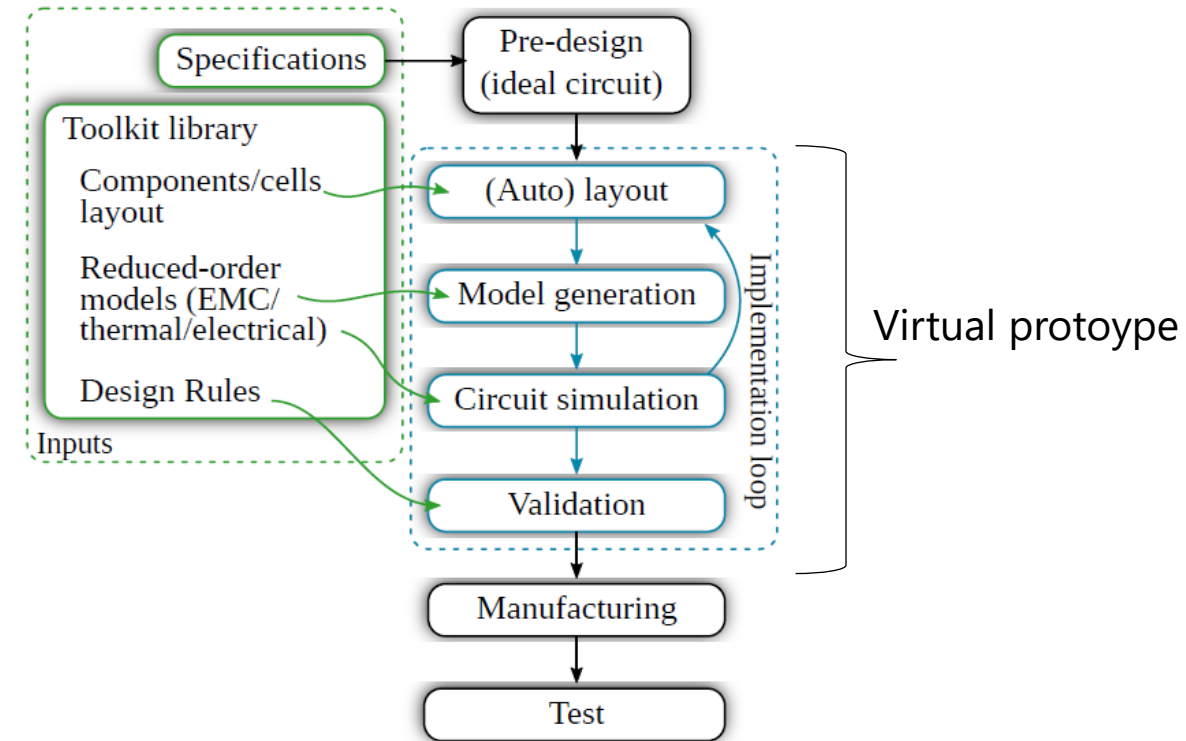 Specifications
Pre-design
(ideal circuit)
Toolkit library
Components/cells
layout
Reduced-order
models (EMC/
thermal/electrical)
Design Rules
Inputs
(Auto) layout
Model generation
Circuit simulation
Validation
Implementation loop
Virtual protoype
Manufacturing
Test